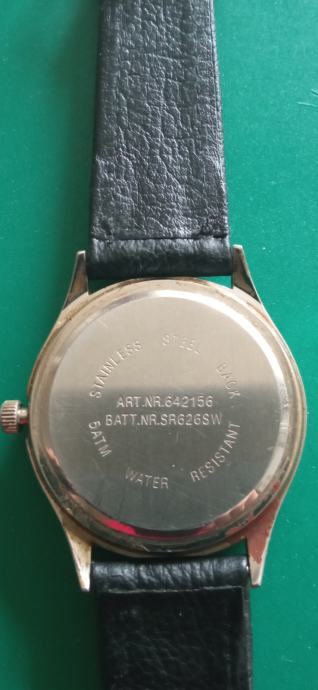 STAINLESS STEEL BACK
ART.NR.642156
BATT.NR.SR626SW
5ATM WATER RESISTANT